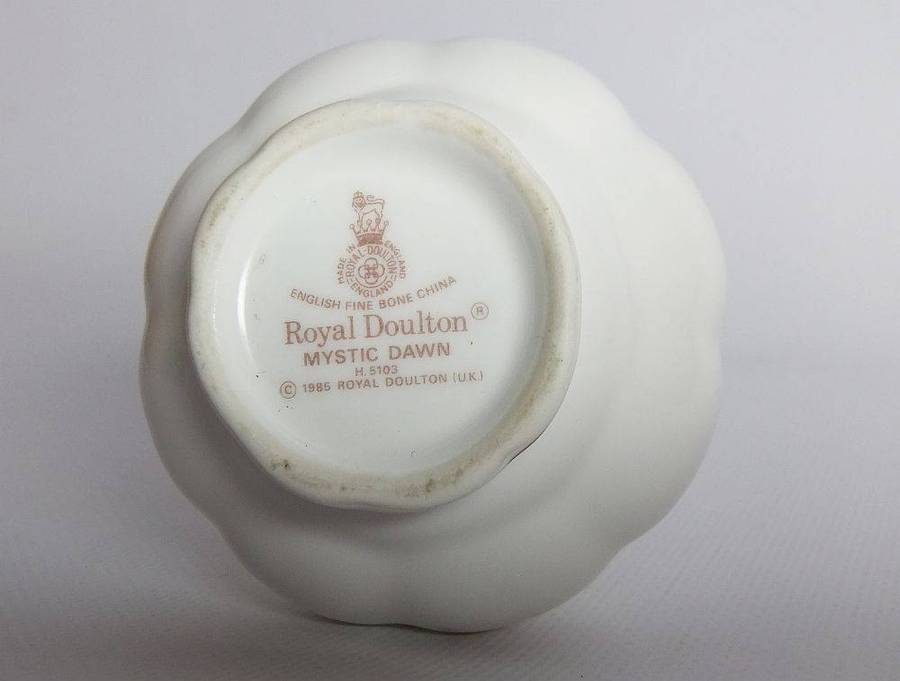 MADE IN ENGLAND
ROYAL-DOULTON
ENGLAND
ENGLISH FINE BONE CHINA
Royal Doulton®
MYSTIC DAWN
H.5103
© 1985 ROYAL DOULTON (U.K.)